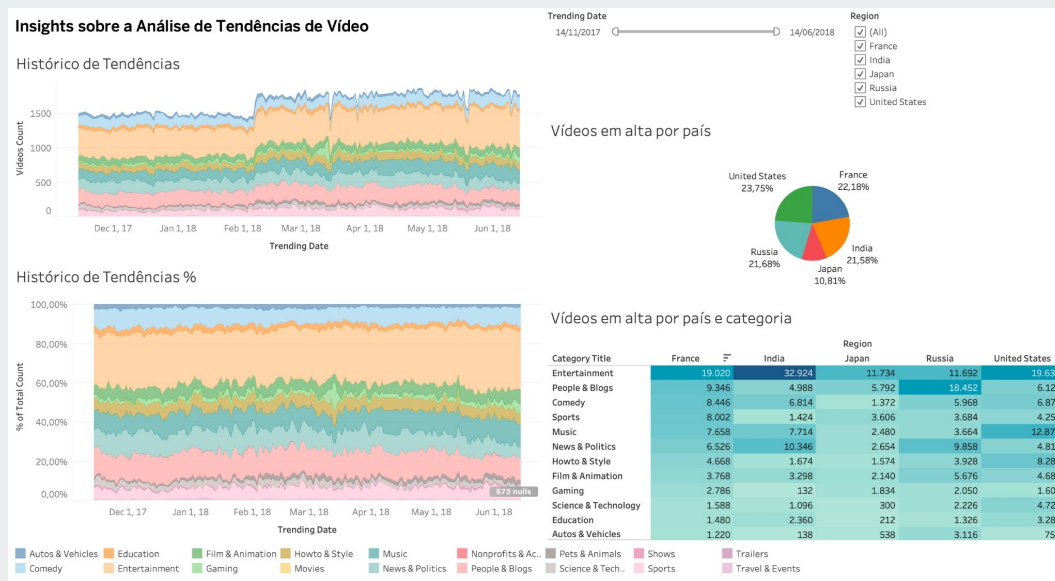 Insights sobre a Análise de Tendências de Vídeo
Trending Date
14/11/2017
14/06/2018
Region
(All)
France
India
Japan
Russia
United States
Histórico de Tendências
1500
1000
500
0
Videos Count
Dec 1, 17 Jan 1, 18 Feb 1, 18 Mar 1, 18 Apr 1, 18 May 1, 18 Jun 1, 18
Trending Date
Vídeos em alta por país
United States
23,75%
France
22,18%
India
21,58%
Japan
10,81%
Russia
21,68%
Histórico de Tendências %
100,00%
80,00%
60,00%
40,00%
20,00%
0,00%
% of Total Count
573 nulls
Dec 1, 17 Jan 1, 18 Feb 1, 18 Mar 1, 18 Apr 1, 18 May 1, 18 Jun 1, 18
Trending Date
Vídeos em alta por país e categoria
Region
Category Title France India Japan Russia United States
Entertainment 19.020 32.924 11.734 11.692 19.63
People & Blogs 9.346 4.988 5.792 18.452 6.12
Comedy 8.446 6.814 1.372 5.968 6.87
Sports 8.002 1.424 3.606 3.684 4.25
Music 7.658 7.714 2.480 3.664 12.87
News & Politics 6.526 10.346 2.654 9.858 4.81
Howto & Style 4.668 1.674 1.574 3.928 8.28
Film & Animation 3.768 3.298 2.140 5.676 4.68
Gaming 2.786 132 1.834 2.050 1.60
Science & Technology 1.588 1.096 300 2.226 4.72
Education 1.480 2.360 212 1.326 3.28
Autos & Vehicles 1.220 138 538 3.116 75
Autos & Vehicles Education Film & Animation Howto & Style Music Nonprofits & Ac.. Pets & Animals Shows Trailers
Comedy Entertainment Gaming Movies News & Politics People & Blogs Science & Tech.. Sports Travel & Events